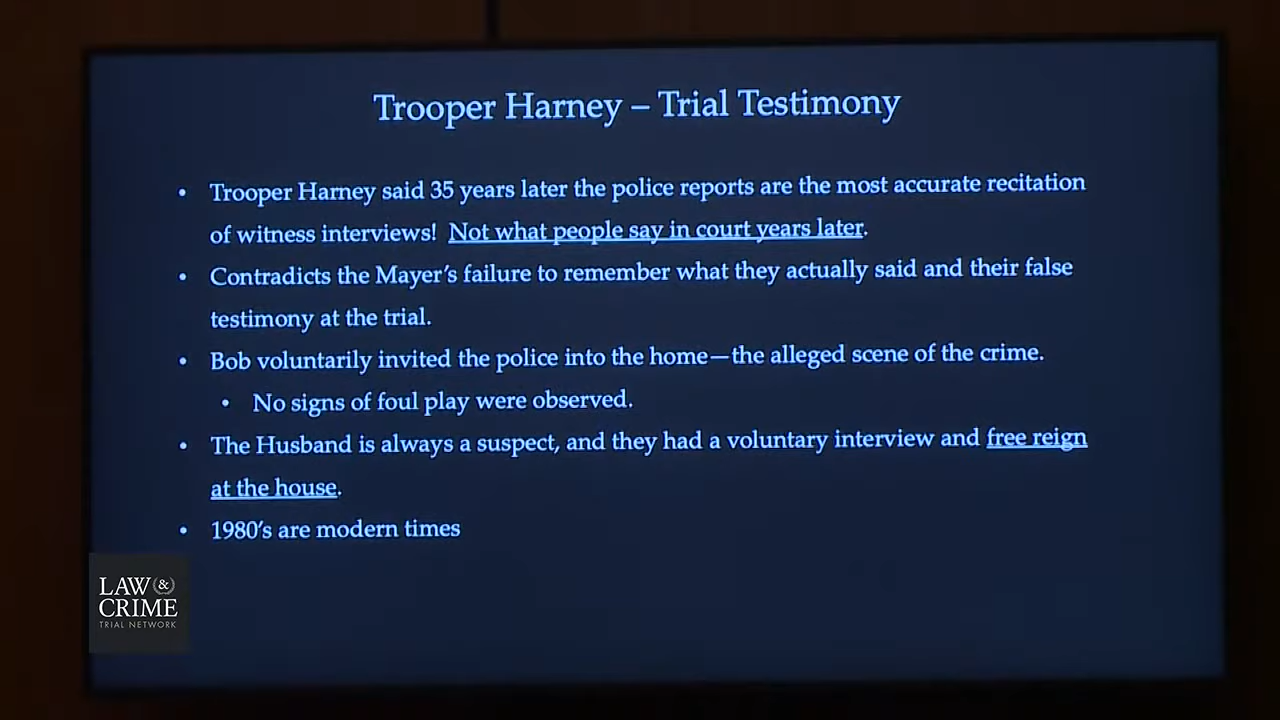 Trooper Harney – Trial Testimony
• Trooper Harney said 35 years later the police reports are the most accurate recitation
of witness interviews!  Not what people say in court years later.
• Contradicts the Mayer's failure to remember what they actually said and their false
testimony at the trial.
• Bob voluntarily invited the police into the home—the alleged scene of the crime.
• No signs of foul play were observed.
• The Husband is always a suspect, and they had a voluntary interview and free reign
at the house.
• 1980's are modern times
LAW &
CRIME
TRIAL NETWORK